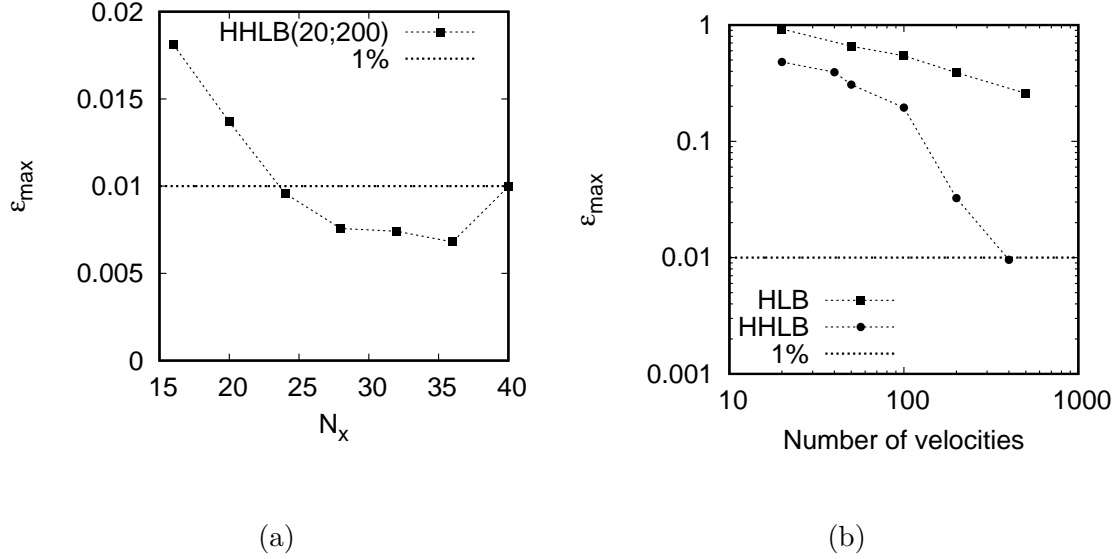 0.02
0.015
0.01
0.005
0
15 20 25 30 35 40
N_x
ε_max
HHLB(20;200)
1%
(a)
1
0.1
0.01
0.001
10 100 1000
Number of velocities
ε_max
HLB
HHLB
1%
(b)